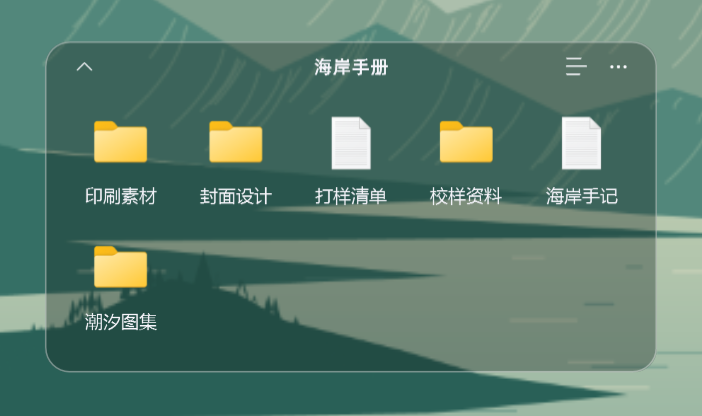 海岸手册
印刷素材
封面设计
打样清单
校样资料
海岸手记
潮汐图集